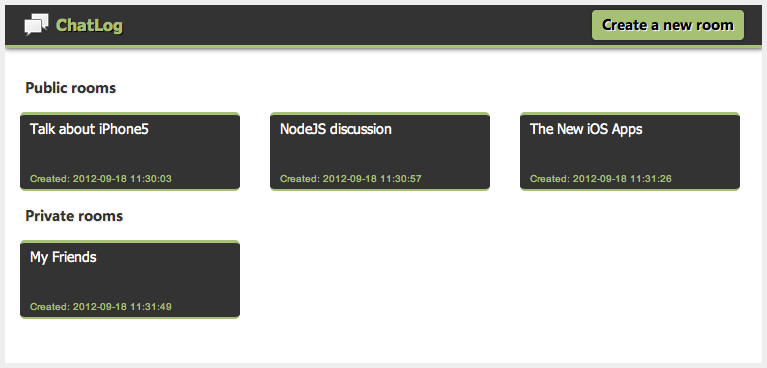 ChatLog
Create a new room
Public rooms
Talk about iPhone5
Created: 2012-09-18 11:30:03
NodeJS discussion
Created: 2012-09-18 11:30:57
The New iOS Apps
Created: 2012-09-18 11:31:26
Private rooms
My Friends
Created: 2012-09-18 11:31:49